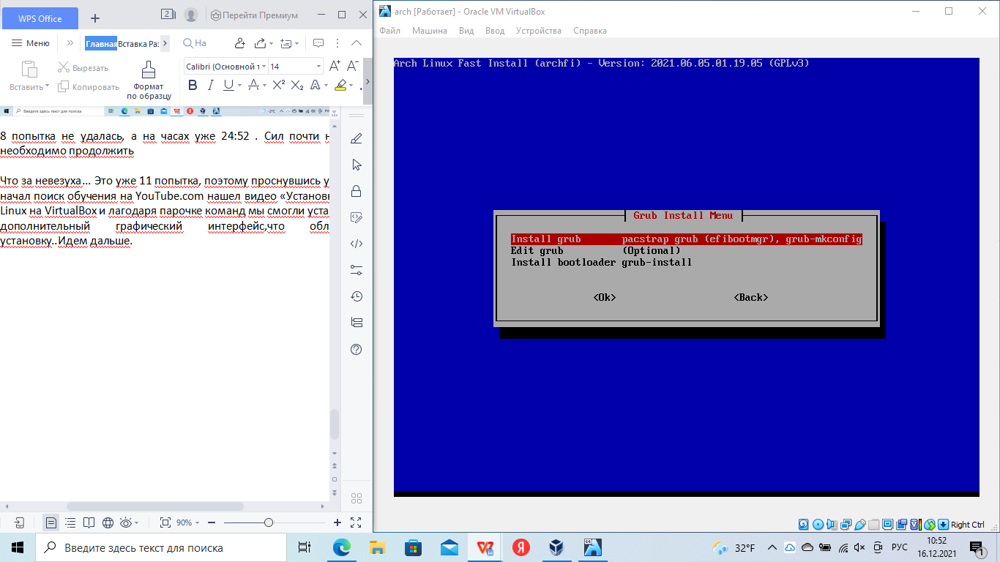 WPS Office
2
Перейти Премиум
Меню
Главная
Вставка
Раз
На
Вставить
Вырезать
Копировать
Формат
по образцу
Calibri (Основной т
14
A+ A-
B I U A X² X₂ A
Введите здесь текст для поиска
8 попытка не удалась, а на часах уже 24:52 . Сил почти н
необходимо продолжить
Что за невезуха... Это уже 11 попытка, поэтому проснувшись у
начал поиск обучения на YouTube.com нашел видео «Установк
Linux на VirtualBox и лагодаря парочке команд мы смогли уста
дополнительный графический интерфейс,что обл
установку..Идем дальше.
90%
arch [Работает] - Oracle VM VirtualBox
Файл Машина Вид Ввод Устройства Справка
Arch Linux Fast Install (archfi) - Version: 2021.06.05.01.19.05 (GPLv3)
Grub Install Menu
Install grub pacstrap grub (efibootmgr), grub-mkconfig
Edit grub (Optional)
Install bootloader grub-install
<Ok> <Back>
Right Ctrl
Введите здесь текст для поиска
32°F
РУС
10:52
16.12.2021
1